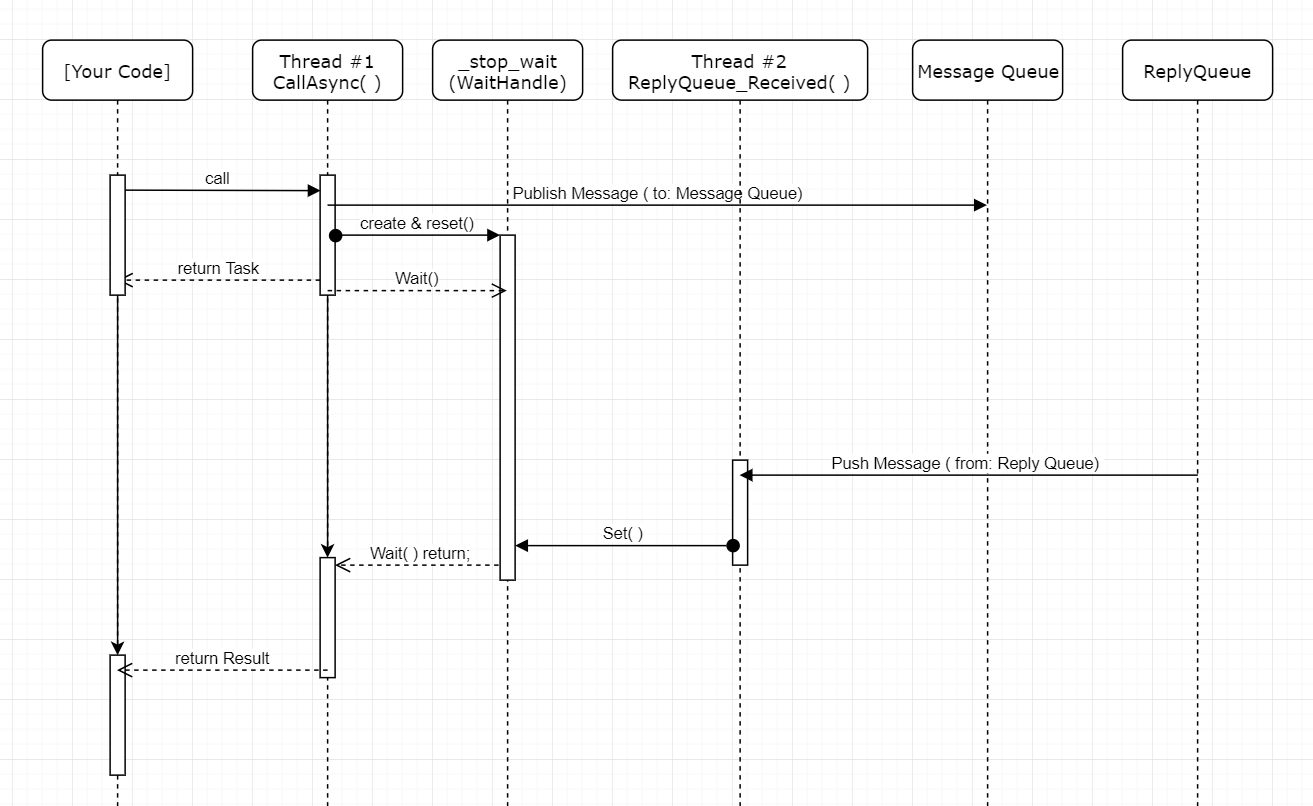 [Your Code]
Thread #1
CallAsync( )
_stop_wait
(WaitHandle)
Thread #2
ReplyQueue_Received( )
Message Queue
ReplyQueue
call
Publish Message ( to: Message Queue)
create & reset()
return Task
Wait()
Push Message ( from: Reply Queue)
Set( )
Wait( ) return;
return Result